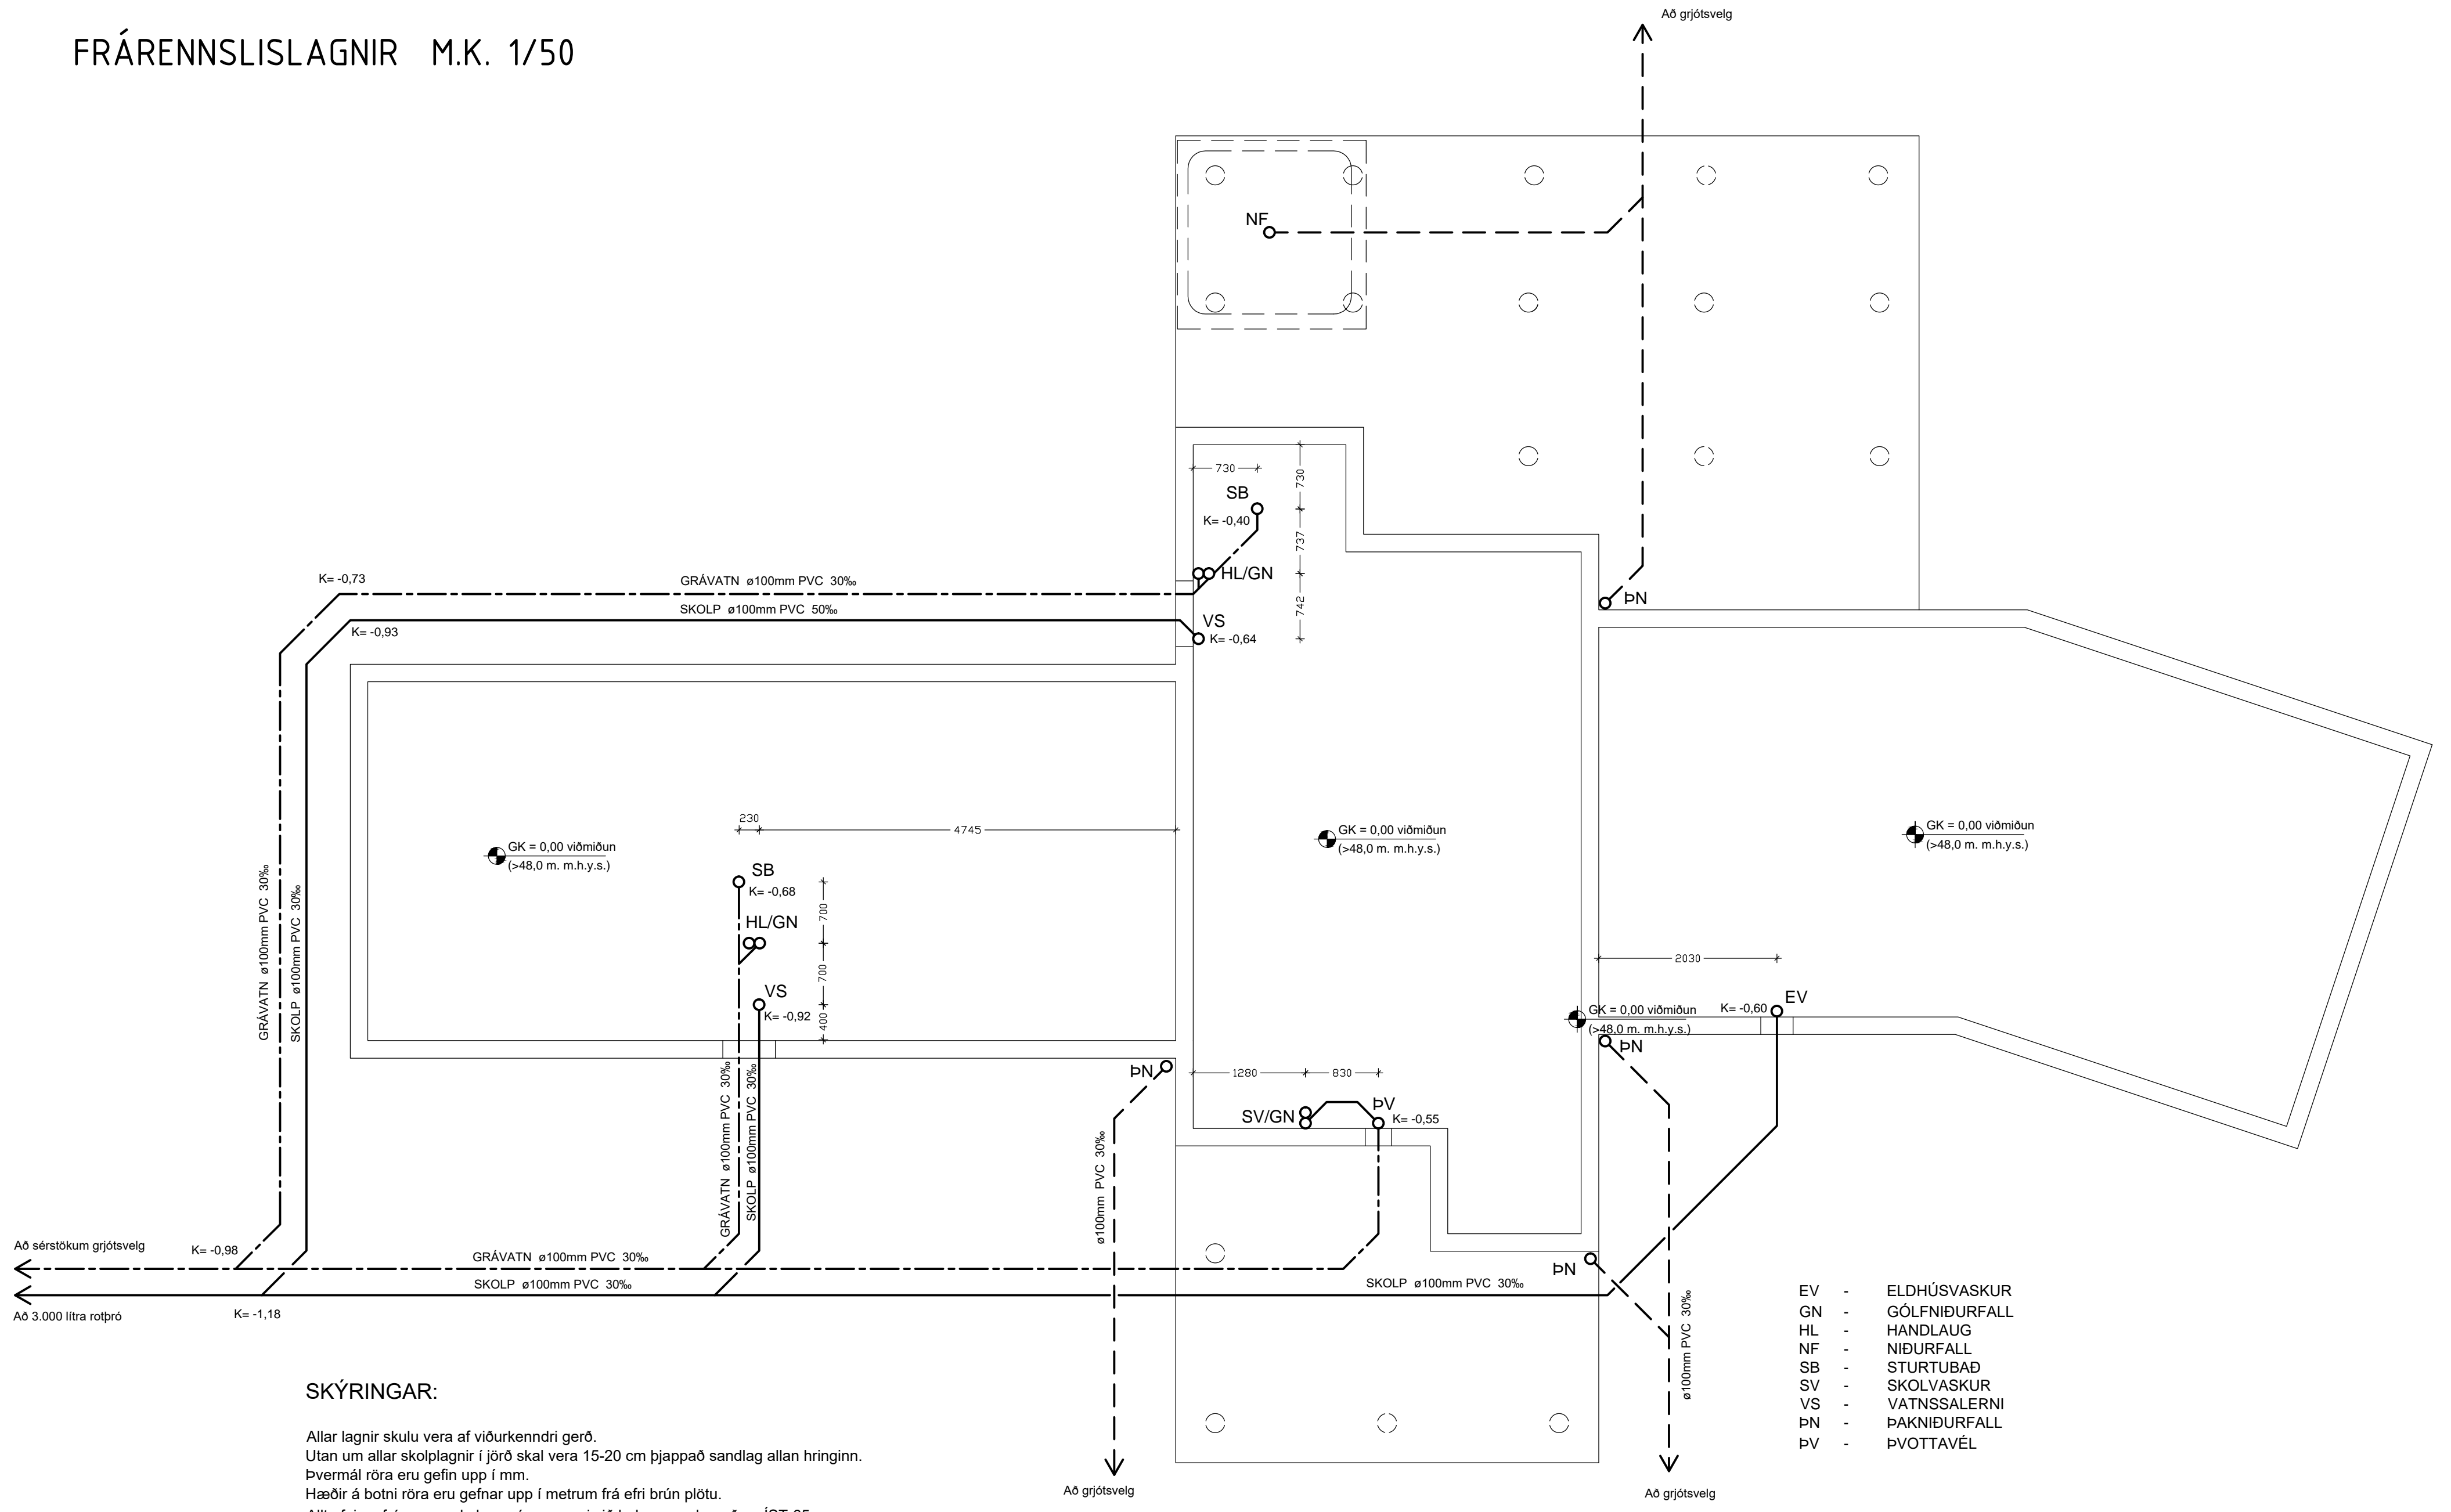 FRÁRENNSLISLAGNIR M.K. 1/50
Að grjótsvelg
NF
730
730
SB
K= -0,40
737
HL/GN
742
VS
K= -0,64
ÞN
K= -0,73
GRÁVATN ø100mm PVC 30‰
SKOLP ø100mm PVC 50‰
K= -0,93
GRÁVATN ø100mm PVC 30‰
SKOLP ø100mm PVC 30‰
230
4745
GK = 0,00 viðmiðun
(>48,0 m. m.h.y.s.)
GK = 0,00 viðmiðun
(>48,0 m. m.h.y.s.)
GK = 0,00 viðmiðun
(>48,0 m. m.h.y.s.)
SB
K= -0,68
700
HL/GN
700
VS
K= -0,92
400
2030
EV
K= -0,60
GK = 0,00 viðmiðun
(>48,0 m. m.h.y.s.)
ÞN
ÞN
1280
830
SV/GN
ÞV
K= -0,55
GRÁVATN ø100mm PVC 30‰
SKOLP ø100mm PVC 30‰
ø100mm PVC 30‰
Að sérstökum grjótsvelg
K= -0,98
GRÁVATN ø100mm PVC 30‰
SKOLP ø100mm PVC 30‰
SKOLP ø100mm PVC 30‰
ÞN
ø100mm PVC 30‰
Að 3.000 lítra rotþró
K= -1,18
EV - ELDHÚSVASKUR
GN - GÓLFNIÐURFALL
HL - HANDLAUG
NF - NIÐURFALL
SB - STURTUBAÐ
SV - SKOLVASKUR
VS - VATNSSALERNI
ÞN - ÞAKNIÐURFALL
ÞV - ÞVOTTAVÉL
SKÝRINGAR:
Allar lagnir skulu vera af viðurkenndri gerð.
Utan um allar skolplagnir í jörð skal vera 15-20 cm þjappað sandlag allan hringinn.
Þvermál röra eru gefin upp í mm.
Hæðir á botni röra eru gefnar upp í metrum frá efri brún plötu.
Að grjótsvelg
Að grjótsvelg